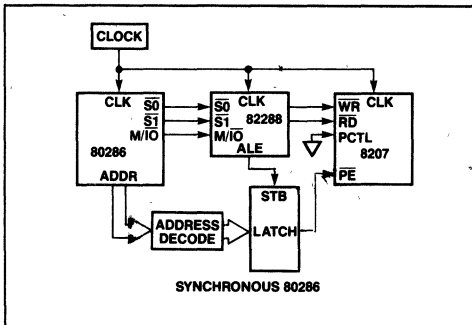 CLOCK
CLK
S0
S1
M/IO
80286
ADDR
S0
S1
M/IO
CLK
82288
ALE
WR
RD
PCTL
PE
CLK
8207
ADDRESS
DECODE
STB
LATCH
SYNCHRONOUS 80286